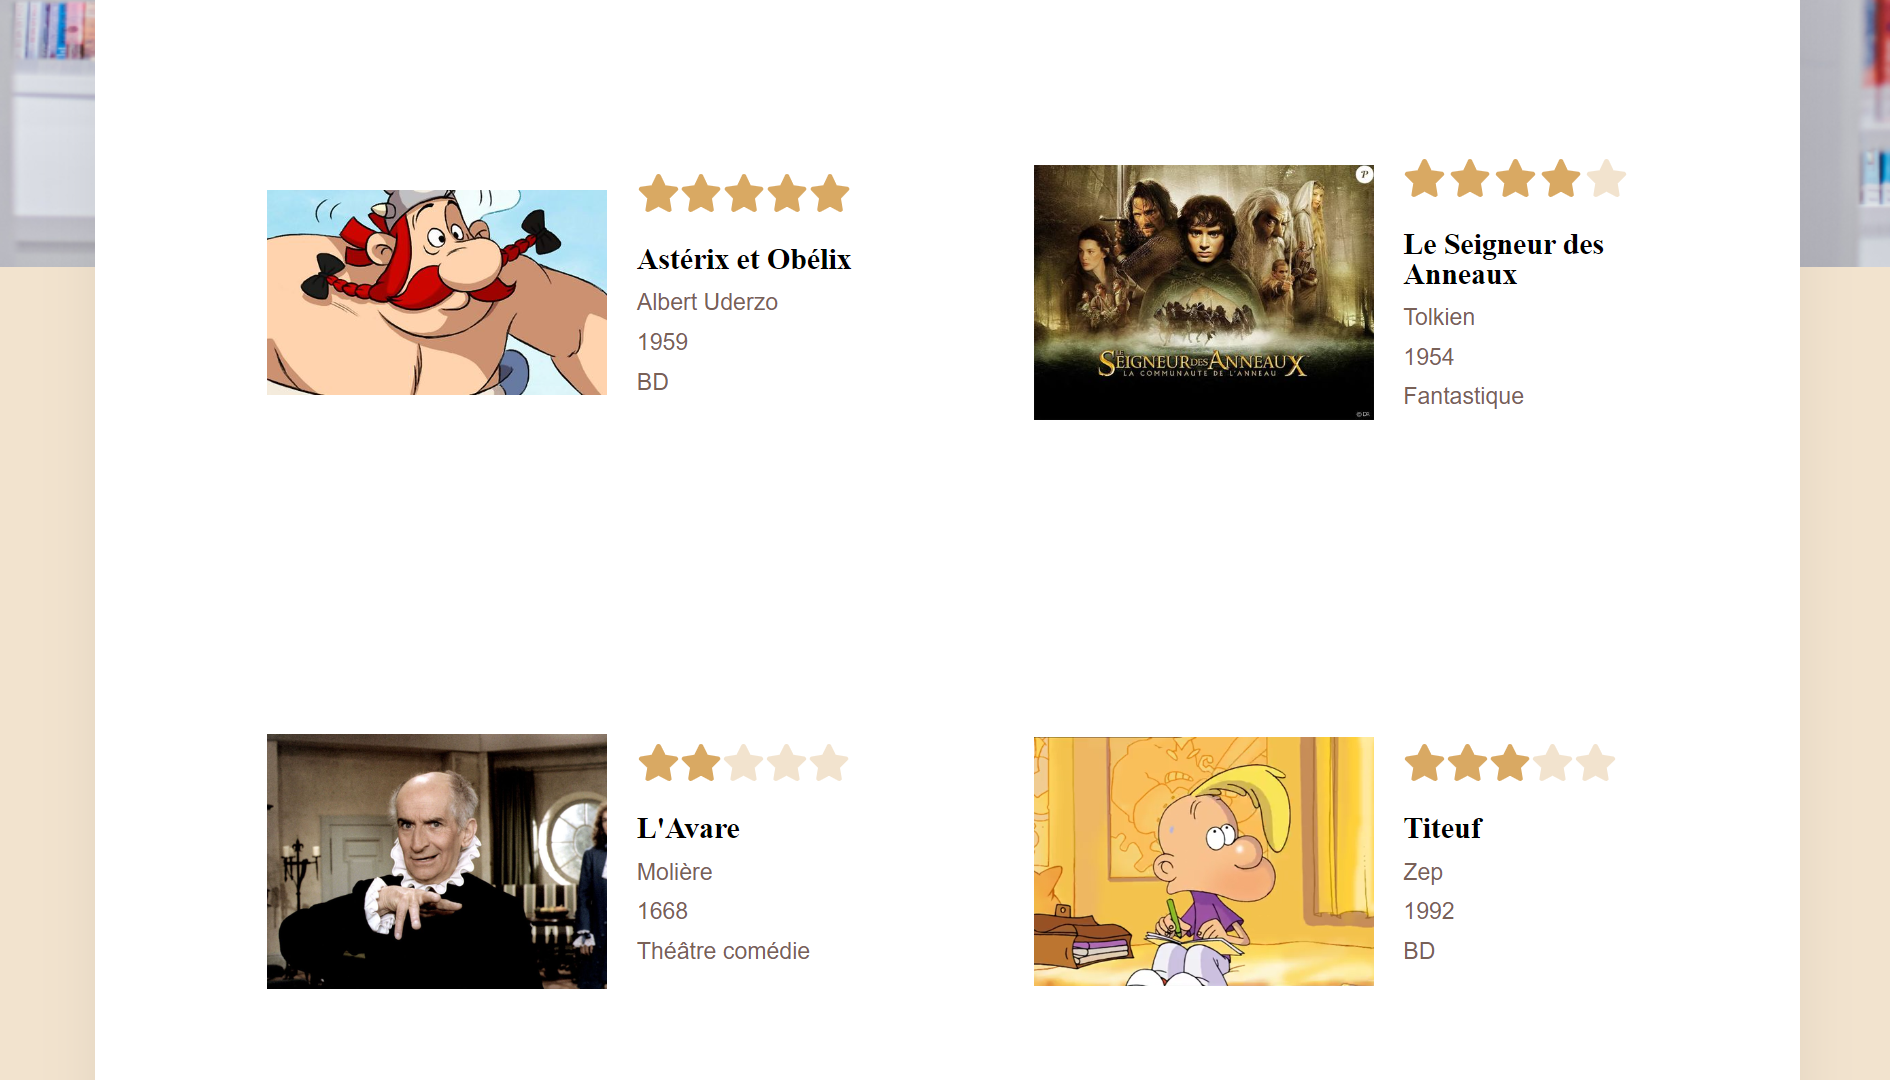 Astérix et Obélix
Albert Uderzo
1959
BD
P
LE SEIGNEUR DES ANNEAUX
LA COMMUNAUTÉ DE L'ANNEAU
© DR
Le Seigneur des
Anneaux
Tolkien
1954
Fantastique
L'Avare
Molière
1668
Théâtre comédie
Titeuf
Zep
1992
BD